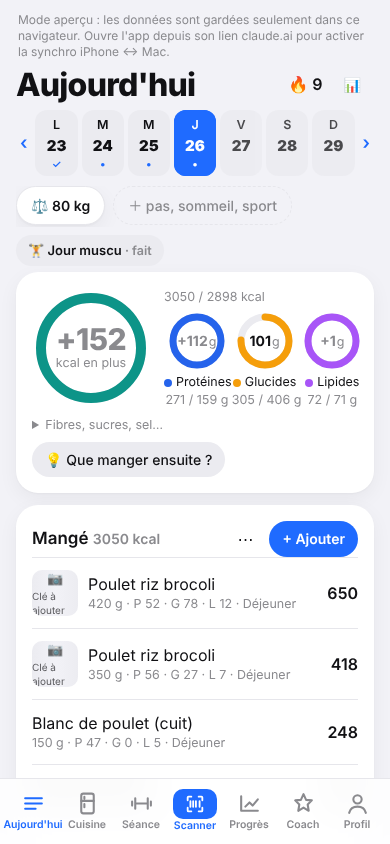 Mode aperçu : les données sont gardées seulement dans ce
navigateur. Ouvre l'app depuis son lien claude.ai pour activer
la synchro iPhone ↔ Mac.
Aujourd'hui 🔥 9 📊
‹ L M M J V S D ›
23 24 25 26 27 28 29
✓ • • •
⚖️ 80 kg + pas, sommeil, sport
🏋️ Jour muscu · fait
3050 / 2898 kcal
+152
kcal en plus
+112g 101g +1g
Protéines Glucides Lipides
271 / 159 g 305 / 406 g 72 / 71 g
▶ Fibres, sucres, sel…
💡 Que manger ensuite ?
Mangé 3050 kcal ⋯ + Ajouter
📷
Clé à
ajouter
Poulet riz brocoli
420 g · P 52 · G 78 · L 12 · Déjeuner
650
📷
Clé à
ajouter
Poulet riz brocoli
350 g · P 56 · G 27 · L 7 · Déjeuner
418
Blanc de poulet (cuit)
150 g · P 47 · G 0 · L 5 · Déjeuner
248
Aujourd'hui Cuisine Séance Scanner Progrès Coach Profil